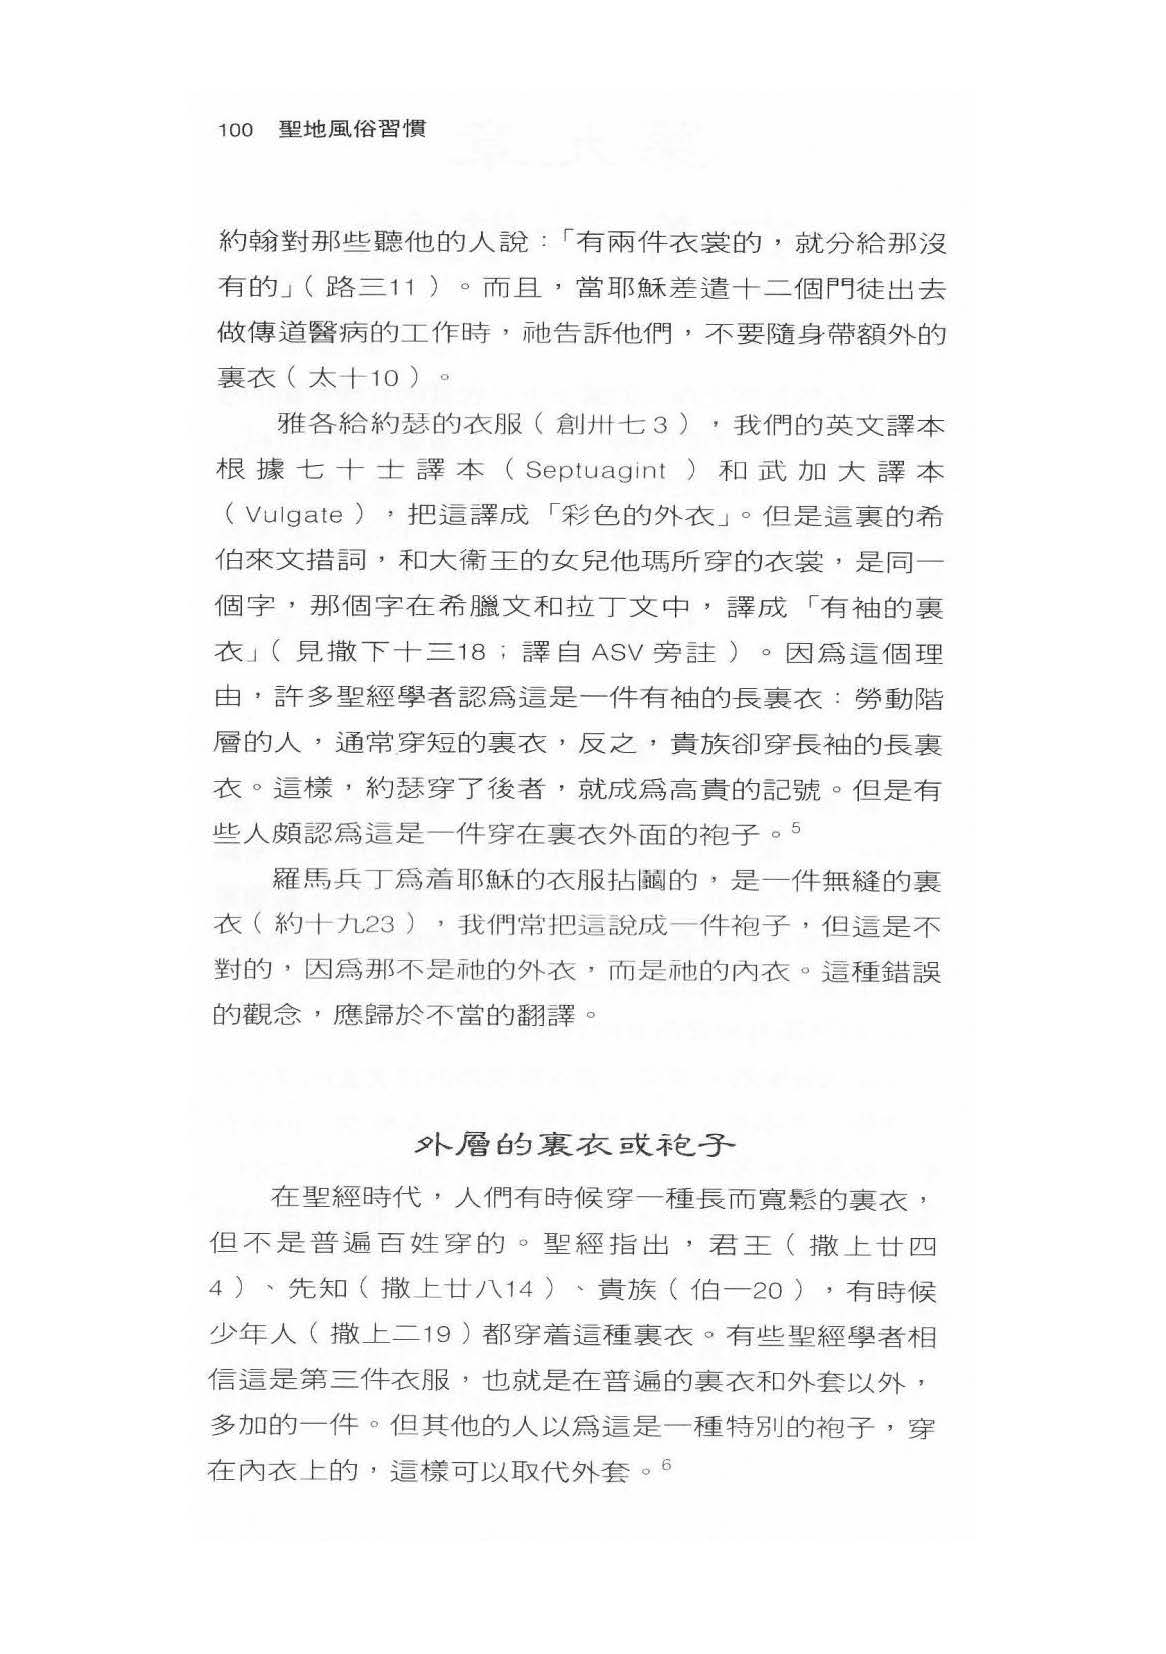 100 聖地風俗習慣
約翰對那些聽他的人說：「有兩件衣裳的，就分給那沒
有的」（路三11）。而且，當耶穌差遣十二個門徒出去
做傳道醫病的工作時，祂告訴他們，不要隨身帶額外的
裏衣（太十10）。
雅各給約瑟的衣服（創卅七3），我們的英文譯本
根據七十士譯本（Septuagint）和武加大譯本
（Vulgate），把這譯成「彩色的外衣」。但是這裏的希
伯來文措詞，和大衞王的女兒他瑪所穿的衣裳，是同一
個字，那個字在希臘文和拉丁文中，譯成「有袖的裏
衣」（見撒下十三18；譯自ASV旁註）。因爲這個理
由，許多聖經學者認爲這是一件有袖的長裏衣：勞動階
層的人，通常穿短的裏衣，反之，貴族卻穿長袖的長裏
衣。這樣，約瑟穿了後者，就成爲高貴的記號。但是有
些人頗認爲這是一件穿在裏衣外面的袍子。5
羅馬兵丁爲着耶穌的衣服拈鬮的，是一件無縫的裏
衣（約十九23），我們常把這說成一件袍子，但這是不
對的，因爲那不是祂的外衣，而是祂的內衣。這種錯誤
的觀念，應歸於不當的翻譯。
外層的裏衣或袍子
在聖經時代，人們有時候穿一種長而寬鬆的裏衣，
但不是普遍百姓穿的。聖經指出，君王（撒上廿四
4）、先知（撒上廿八14）、貴族（伯一20），有時候
少年人（撒上二19）都穿着這種裏衣。有些聖經學者相
信這是第三件衣服，也就是在普遍的裏衣和外套以外，
多加的一件。但其他的人以爲這是一種特別的袍子，穿
在內衣上的，這樣可以取代外套。6